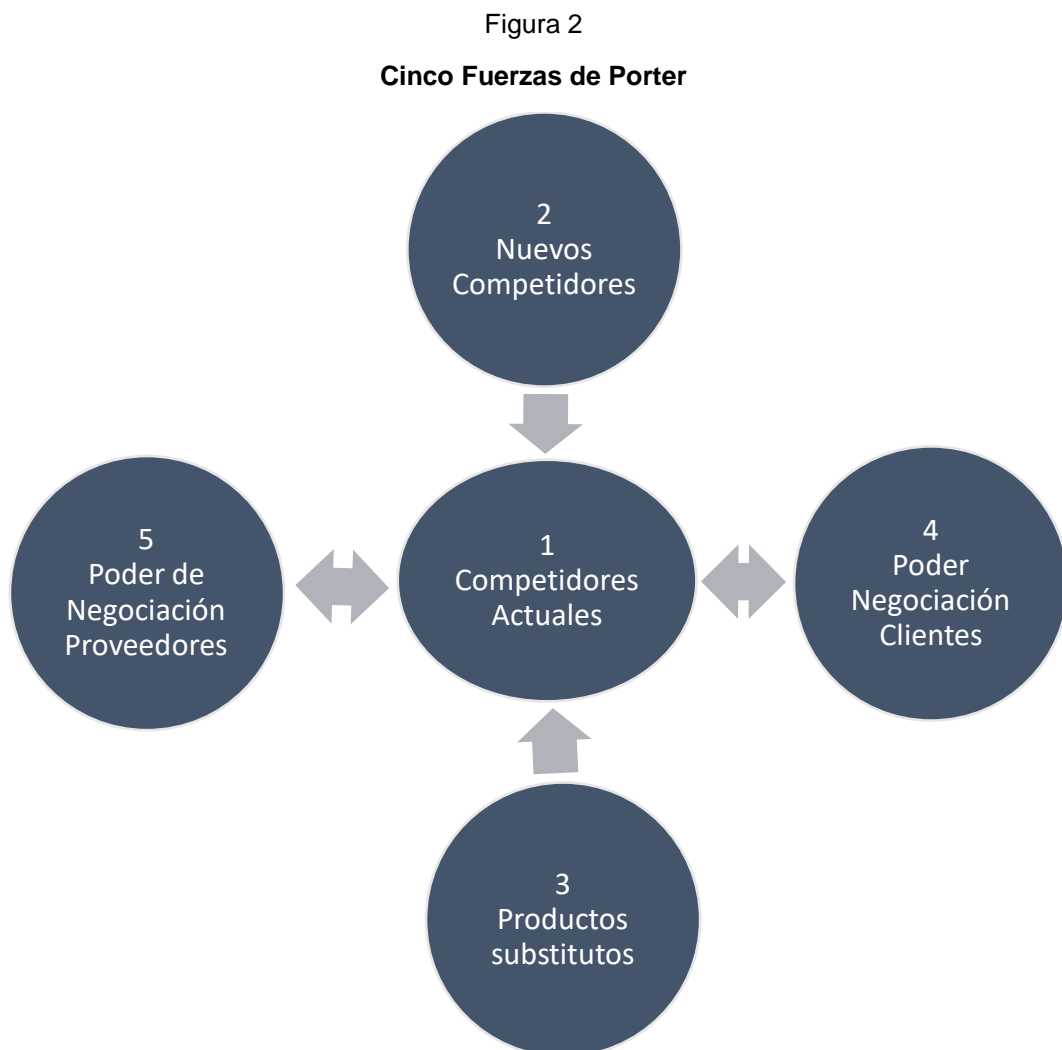 Figura 2
Cinco Fuerzas de Porter
2
Nuevos
Competidores
5
Poder de
Negociación
Proveedores
1
Competidores
Actuales
4
Poder
Negociación
Clientes
3
Productos
substitutos